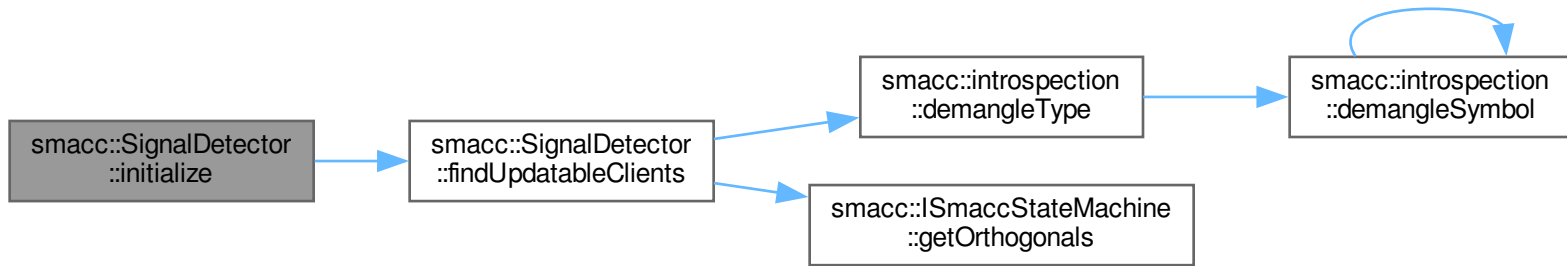 smacc::SignalDetector
::initialize
smacc::SignalDetector
::findUpdatableClients
smacc::introspection
::demangleType
smacc::introspection
::demangleSymbol
smacc::ISmaccStateMachine
::getOrthogonals